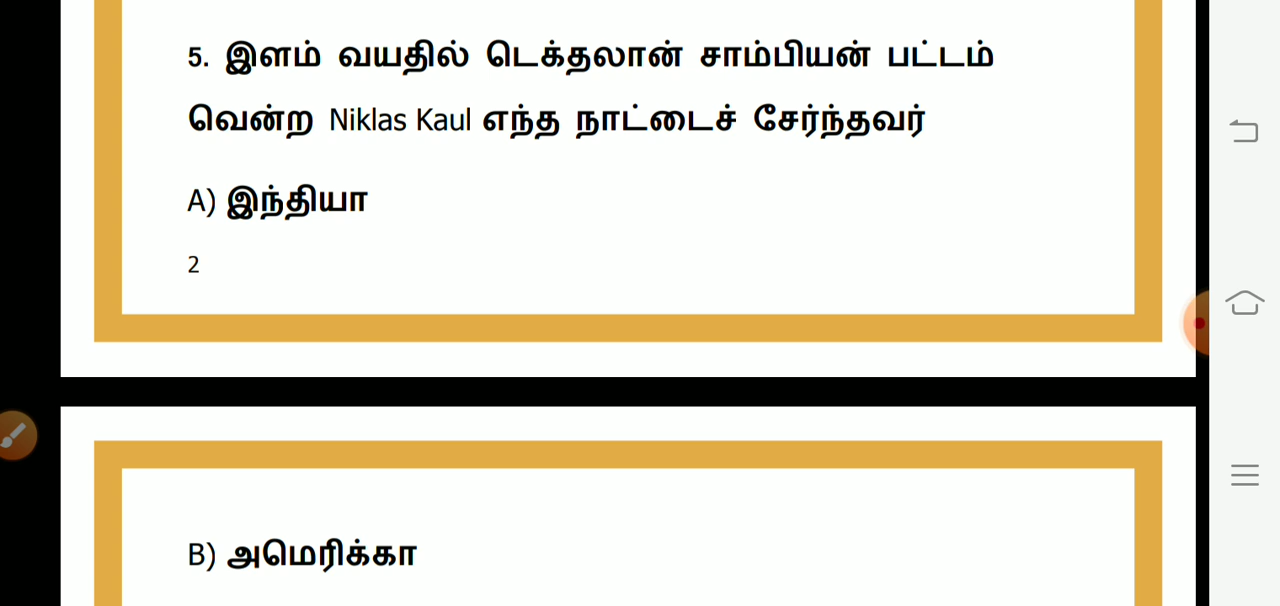 5. இளம் வயதில் டெக்தலான் சாம்பியன் பட்டம்
வென்ற Niklas Kaul எந்த நாட்டைச் சேர்ந்தவர்
A) இந்தியா
2
B) அமெரிக்கா